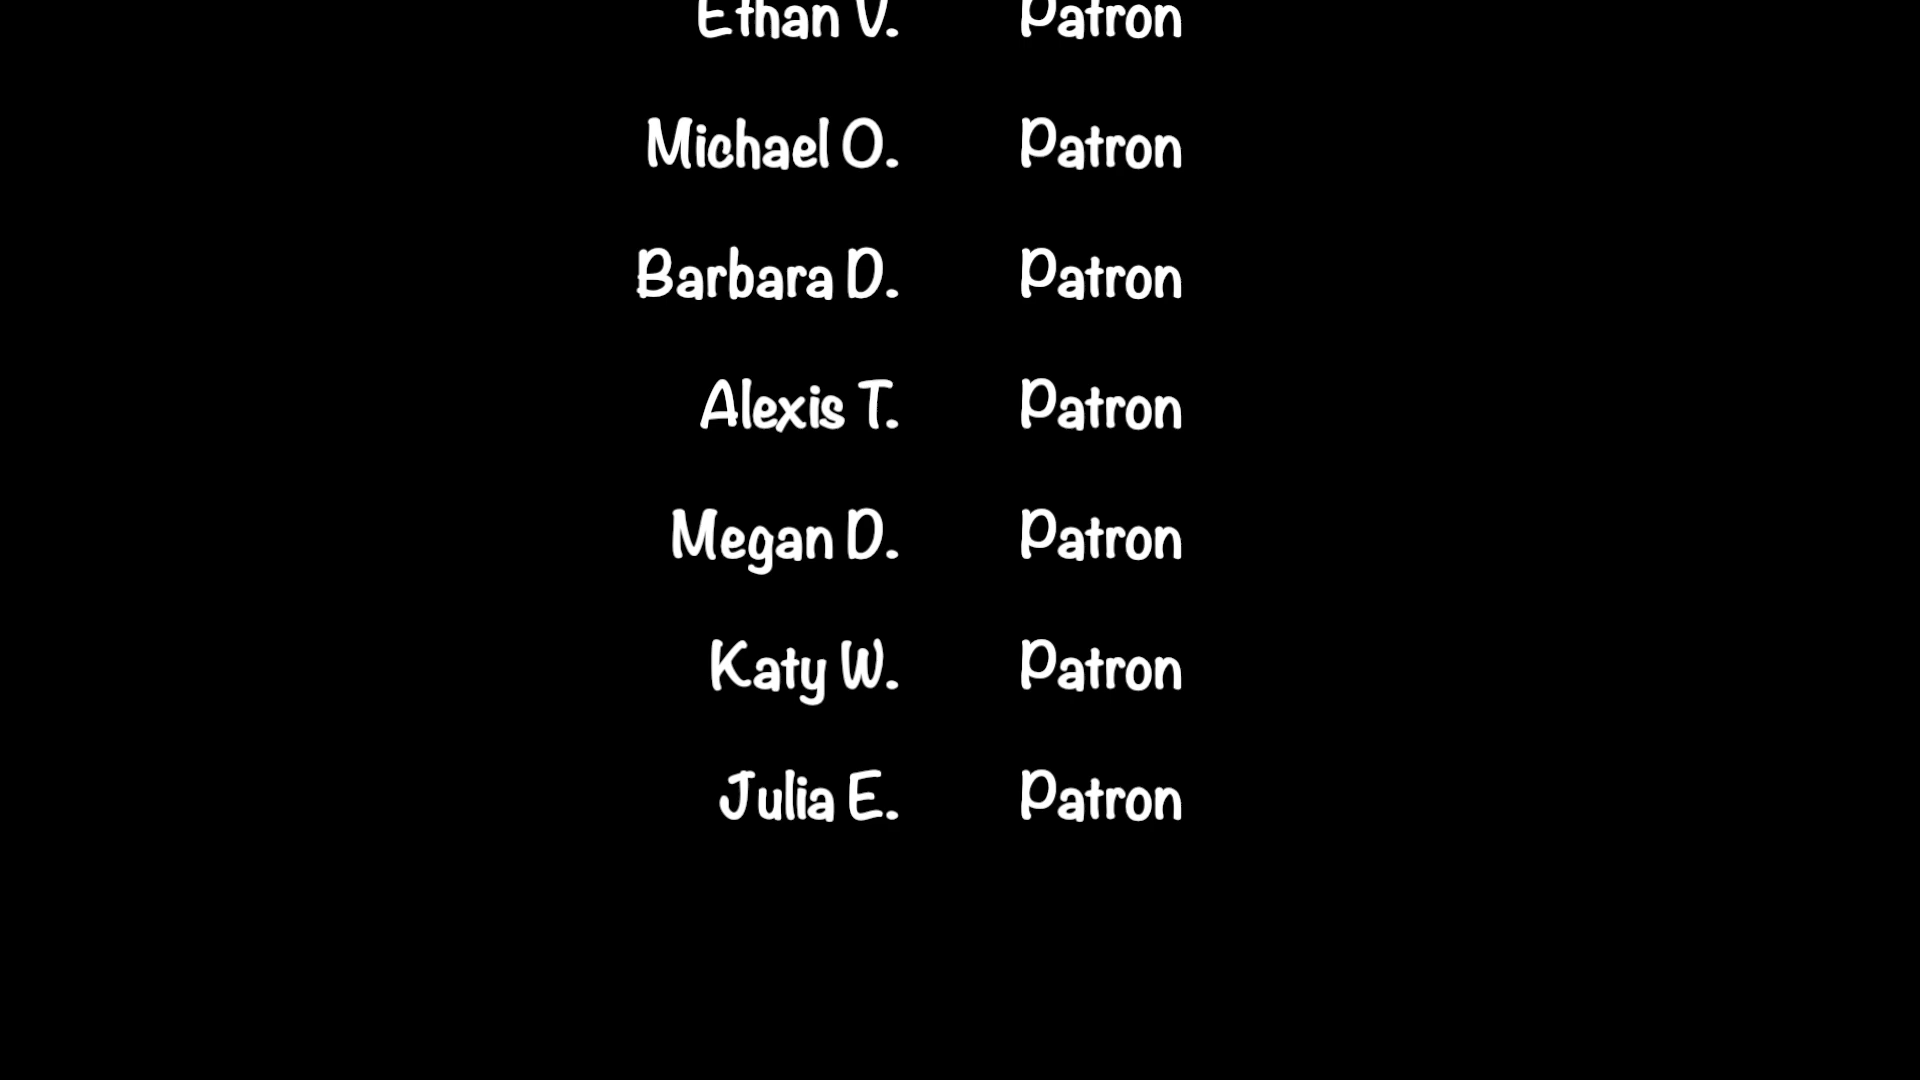 Ethan V. Patron
Michael O. Patron
Barbara D. Patron
Alexis T. Patron
Megan D. Patron
Katy W. Patron
Julia E. Patron